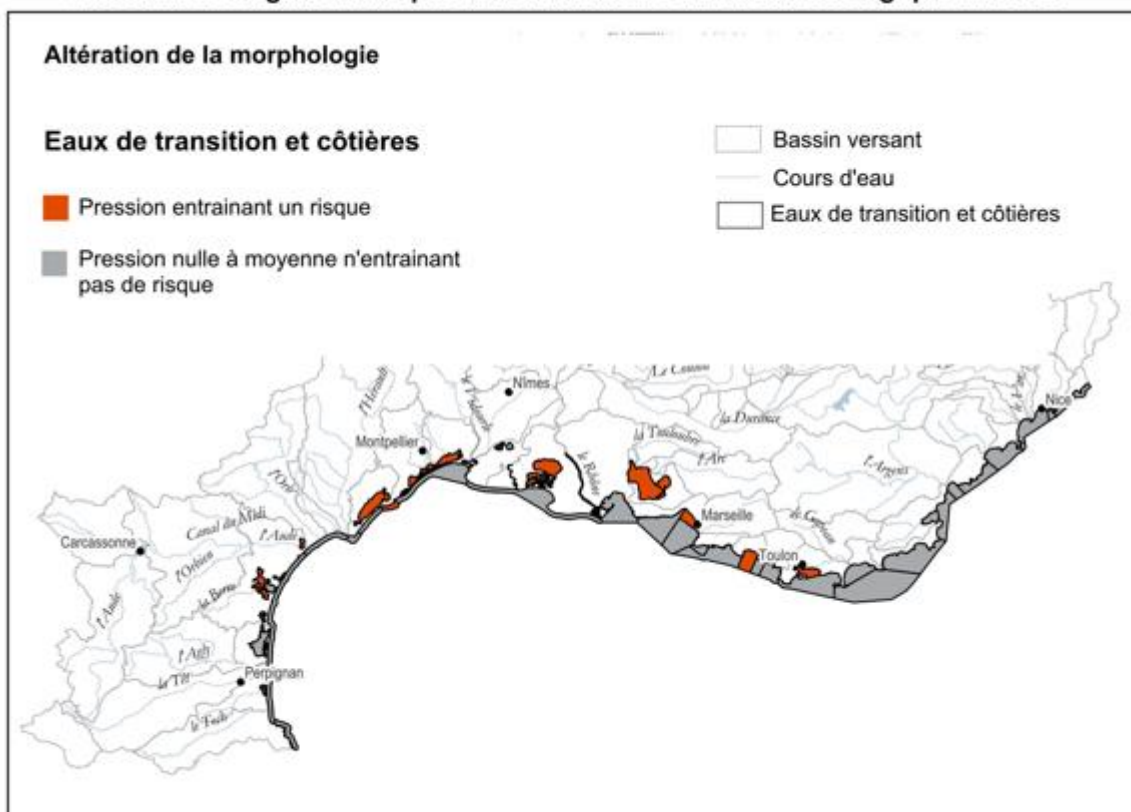 Altération de la morphologie
Eaux de transition et côtières
Pression entrainant un risque
Pression nulle à moyenne n'entrainant
pas de risque
Bassin versant
Cours d'eau
Eaux de transition et côtières
Nîmes
Nice
l'Hérault
la Durance
Montpellier
le Rhône
l'Arc
l'Argens
l'Orb
Canal du Midi
Marseille
Carcassonne
l'Aude
Toulon
l'Orbieu
la Berre
l'Aude
l'Agly
la Têt
Perpignan
le Tech